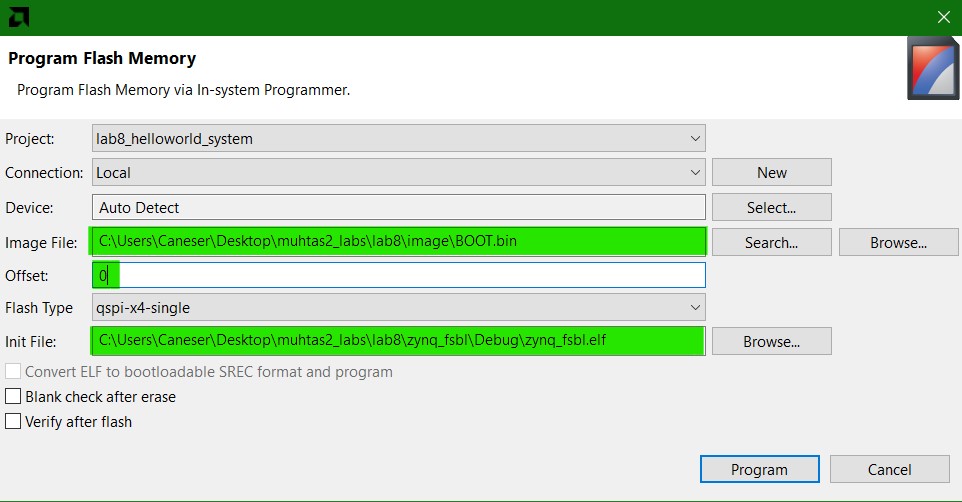 Program Flash Memory
Program Flash Memory via In-system Programmer.
Project: lab8_helloworld_system
Connection: Local New
Device: Auto Detect Select...
Image File: C:\Users\Caneser\Desktop\muhtas2_labs\lab8\image\BOOT.bin Search... Browse...
Offset: 0
Flash Type qspi-x4-single
Init File: C:\Users\Caneser\Desktop\muhtas2_labs\lab8\zynq_fsbl\Debug\zynq_fsbl.elf Browse...
Convert ELF to bootloadable SREC format and program
Blank check after erase
Verify after flash
Program Cancel